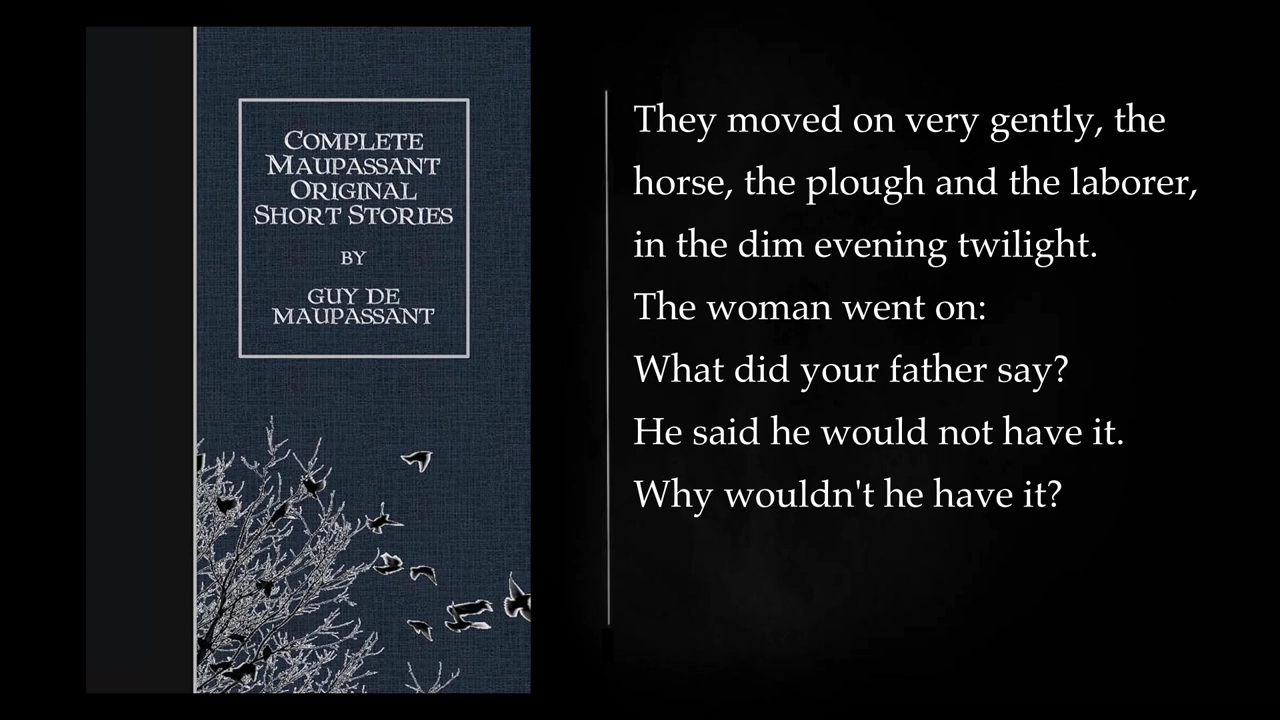 COMPLETE
MAUPASSANT
ORIGINAL
SHORT STORIES
BY
GUY DE
MAUPASSANT
They moved on very gently, the
horse, the plough and the laborer,
in the dim evening twilight.
The woman went on:
What did your father say?
He said he would not have it.
Why wouldn't he have it?